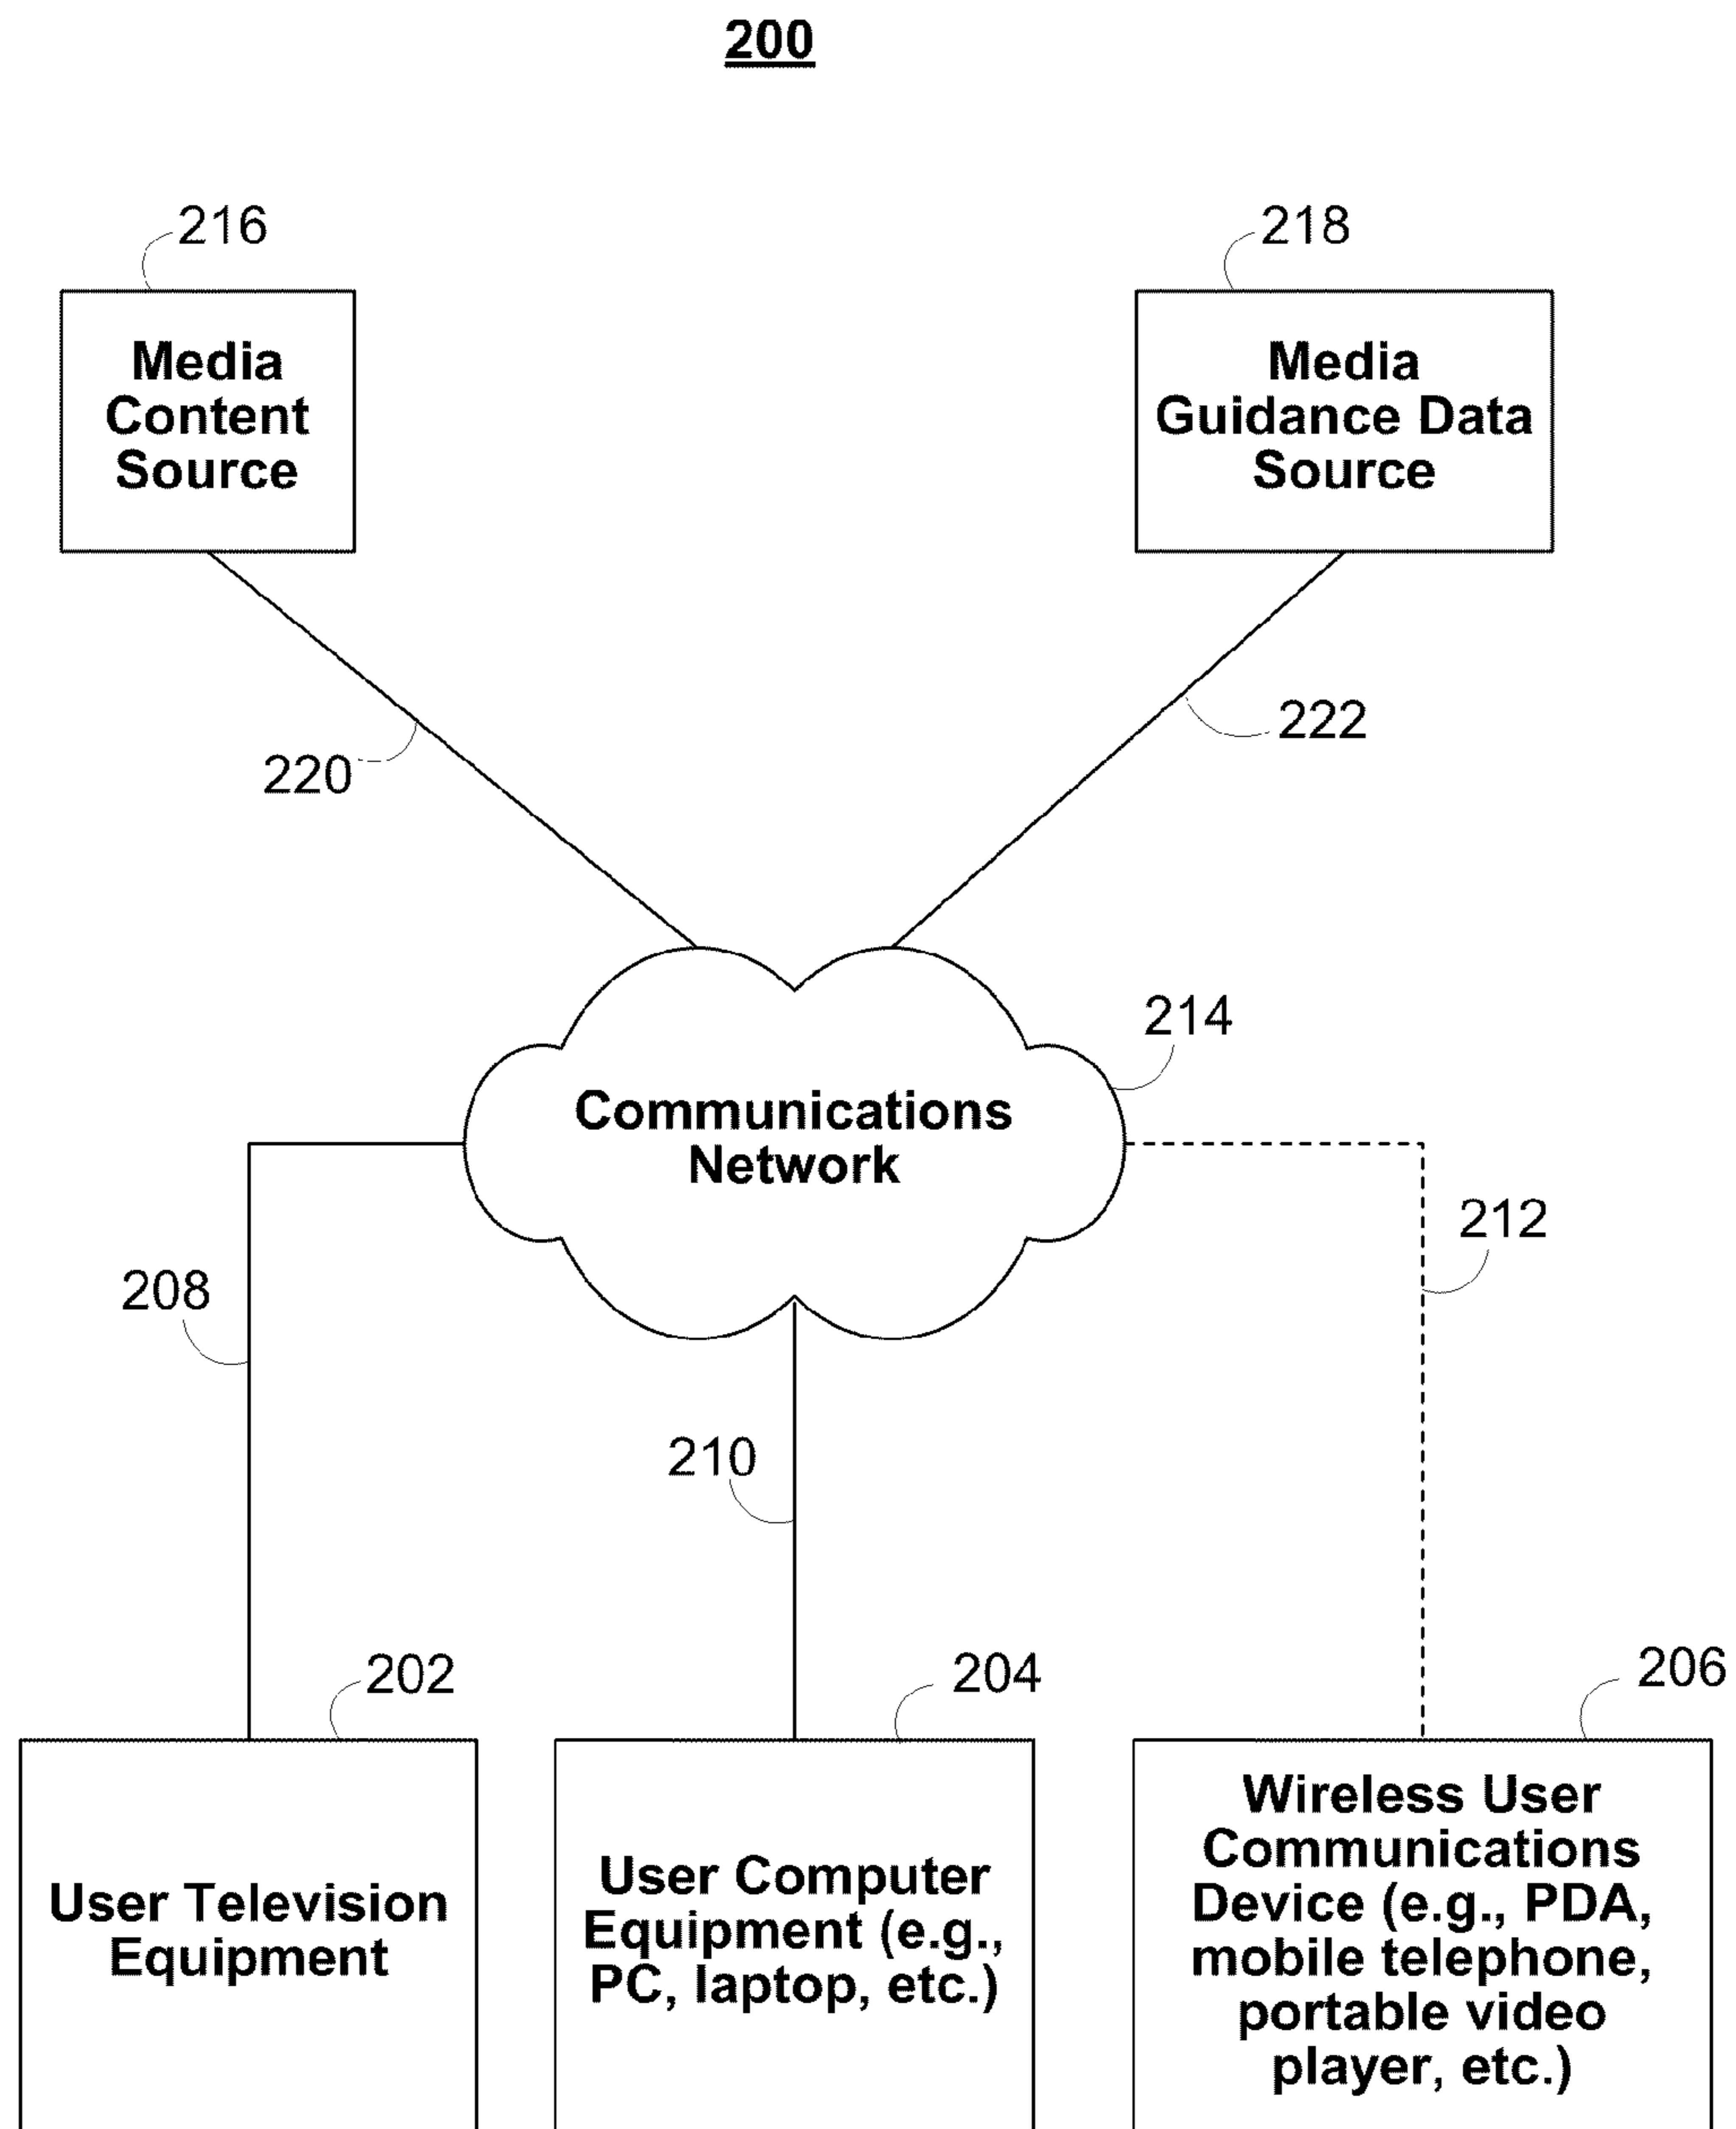 200
216
218
Media
Content
Source
Media
Guidance Data
Source
222
220
214
Communications
Network
212
208
210
202
204
206
User Television
Equipment
User Computer
Equipment (e.g.,
PC, laptop, etc.)
Wireless User
Communications
Device (e.g., PDA,
mobile telephone,
portable video
player, etc.)